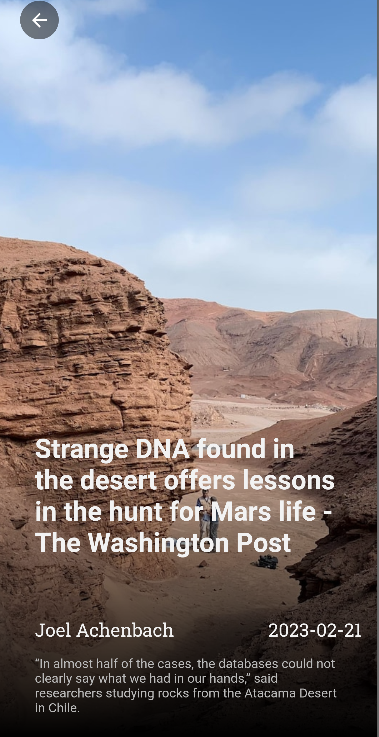 Strange DNA found in
the desert offers lessons
in the hunt for Mars life -
The Washington Post
Joel Achenbach 2023-02-21
“In almost half of the cases, the databases could not
clearly say what we had in our hands,” said
researchers studying rocks from the Atacama Desert
in Chile.